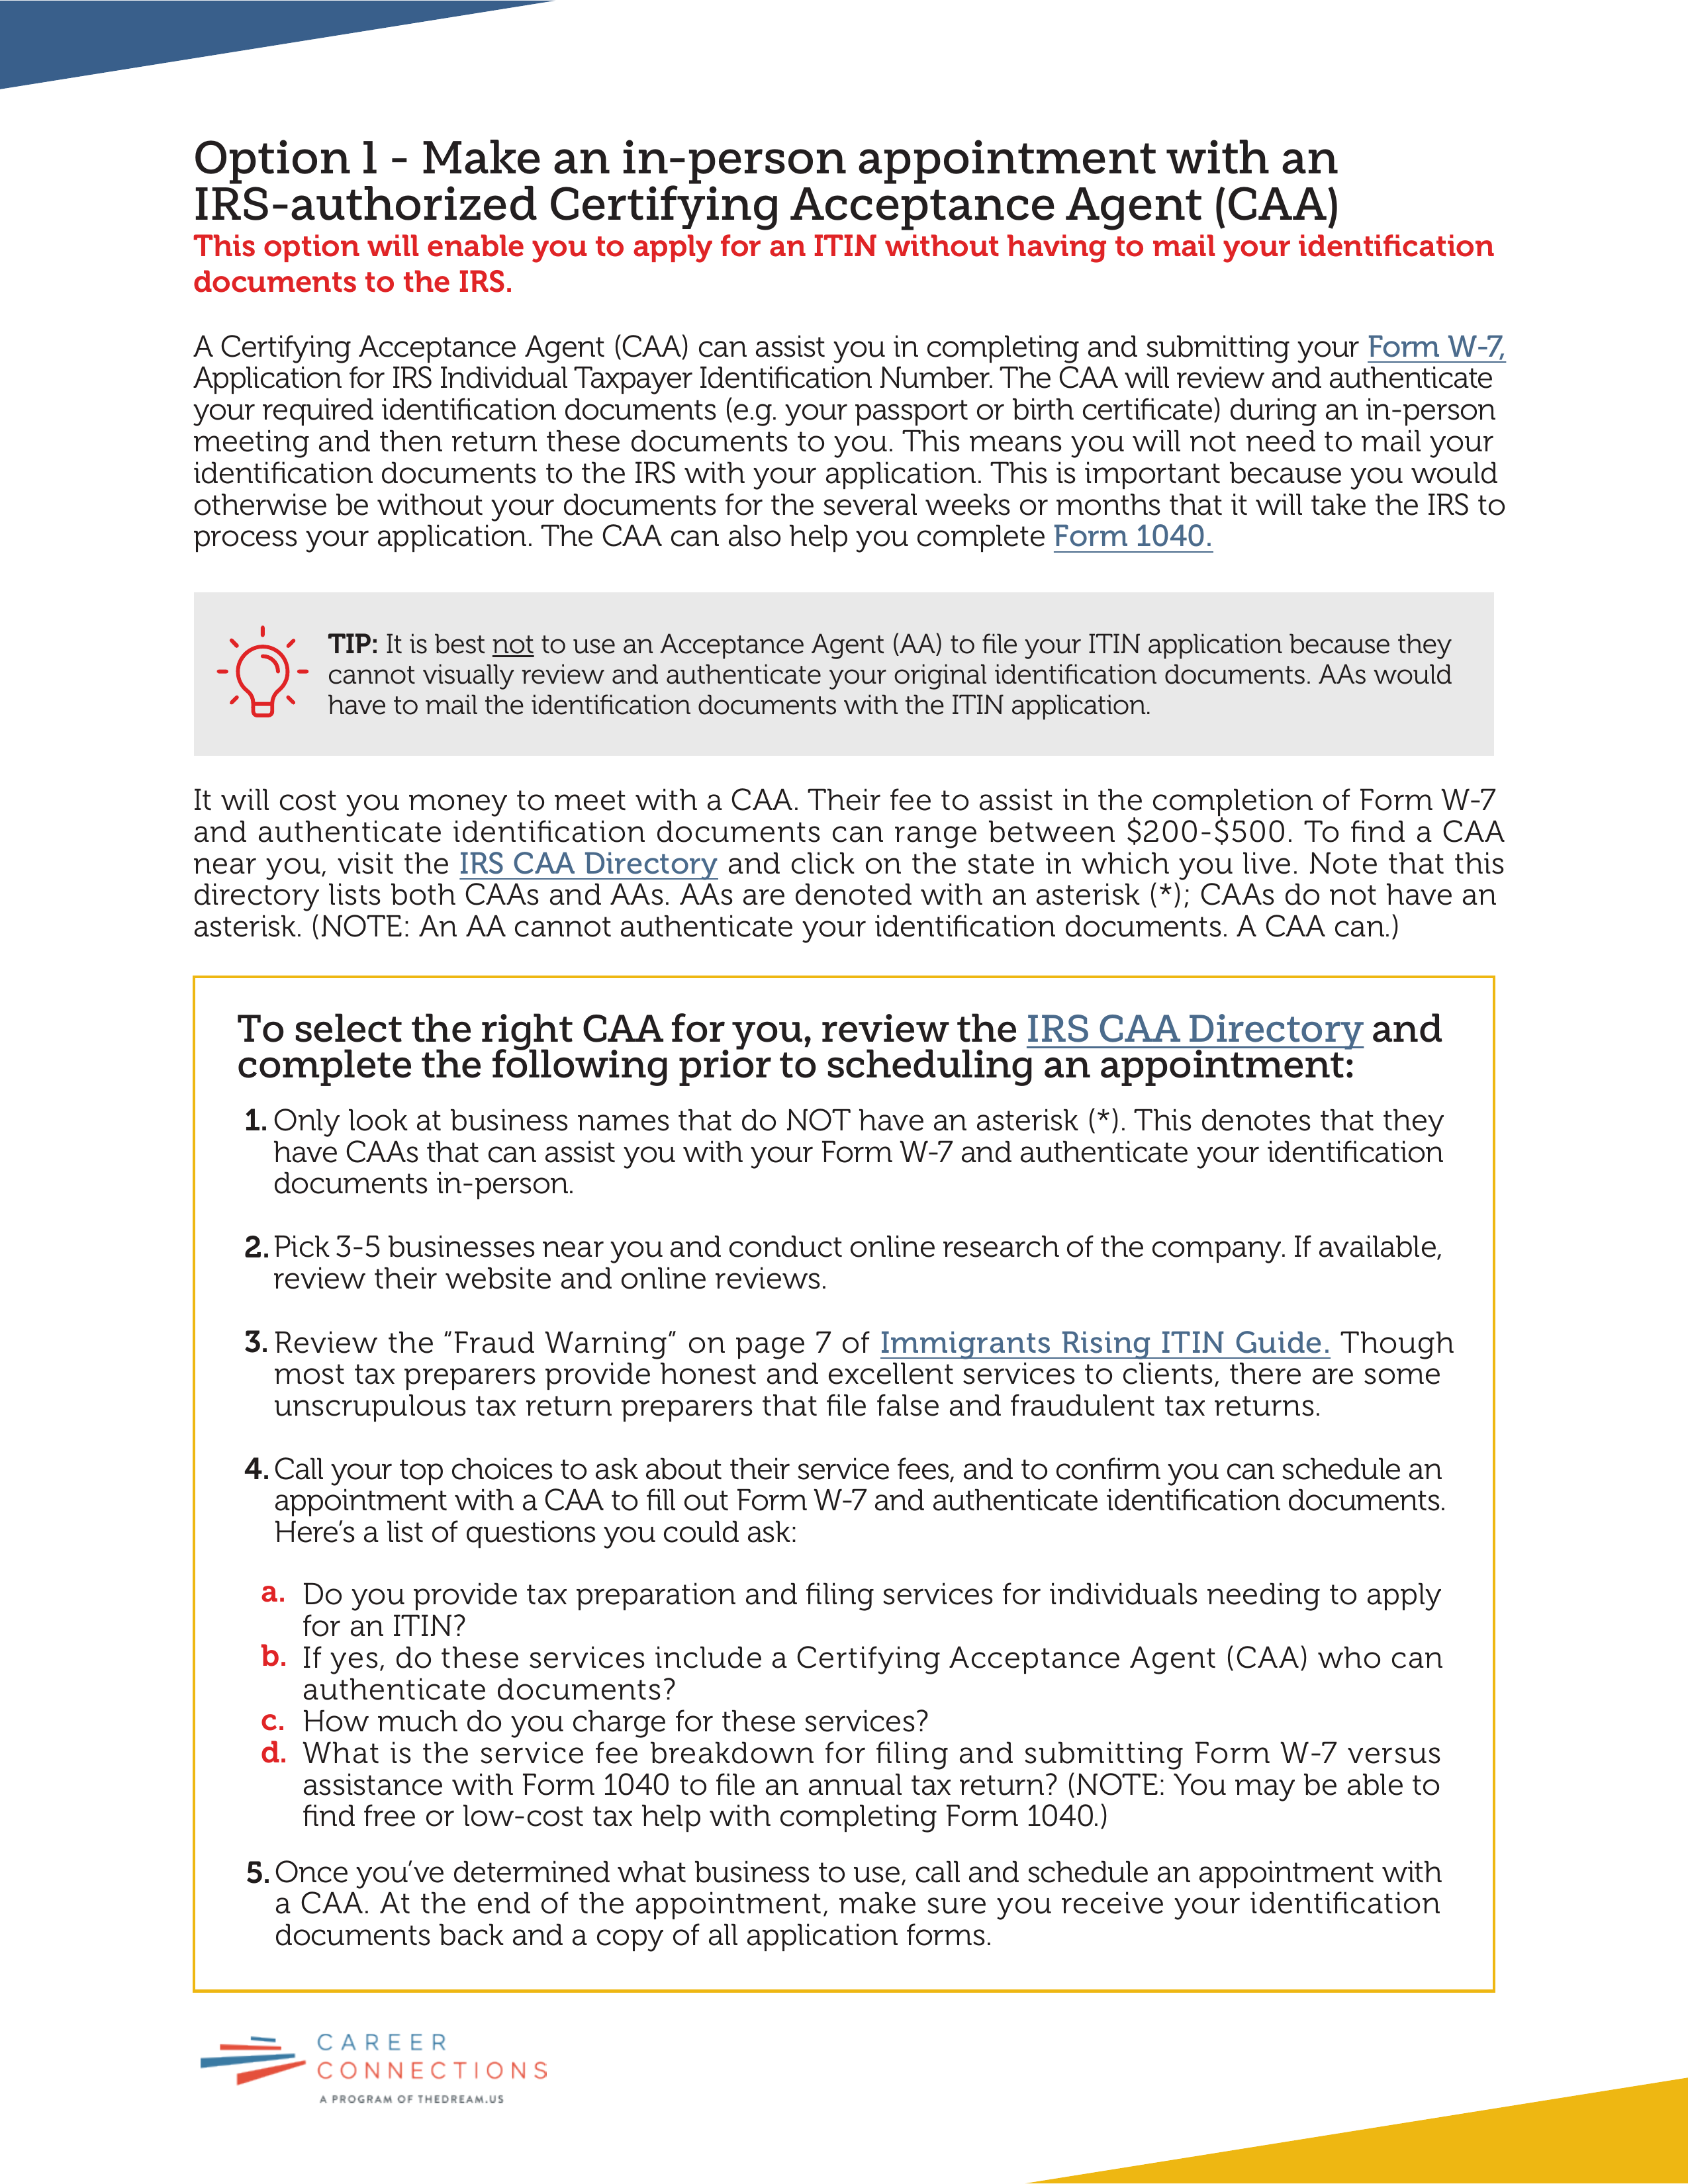 Option 1 - Make an in-person appointment with an
IRS-authorized Certifying Acceptance Agent (CAA)
This option will enable you to apply for an ITIN without having to mail your identification
documents to the IRS.
A Certifying Acceptance Agent (CAA) can assist you in completing and submitting your Form W-7,
Application for IRS Individual Taxpayer Identification Number. The CAA will review and authenticate
your required identification documents (e.g. your passport or birth certificate) during an in-person
meeting and then return these documents to you. This means you will not need to mail your
identification documents to the IRS with your application. This is important because you would
otherwise be without your documents for the several weeks or months that it will take the IRS to
process your application. The CAA can also help you complete Form 1040.
TIP: It is best not to use an Acceptance Agent (AA) to file your ITIN application because they
cannot visually review and authenticate your original identification documents. AAs would
have to mail the identification documents with the ITIN application.
It will cost you money to meet with a CAA. Their fee to assist in the completion of Form W-7
and authenticate identification documents can range between $200-$500. To find a CAA
near you, visit the IRS CAA Directory and click on the state in which you live. Note that this
directory lists both CAAs and AAs. AAs are denoted with an asterisk (*); CAAs do not have an
asterisk. (NOTE: An AA cannot authenticate your identification documents. A CAA can.)
To select the right CAA for you, review the IRS CAA Directory and
complete the following prior to scheduling an appointment:
1. Only look at business names that do NOT have an asterisk (*). This denotes that they
have CAAs that can assist you with your Form W-7 and authenticate your identification
documents in-person.
2. Pick 3-5 businesses near you and conduct online research of the company. If available,
review their website and online reviews.
3. Review the “Fraud Warning” on page 7 of Immigrants Rising ITIN Guide. Though
most tax preparers provide honest and excellent services to clients, there are some
unscrupulous tax return preparers that file false and fraudulent tax returns.
4. Call your top choices to ask about their service fees, and to confirm you can schedule an
appointment with a CAA to fill out Form W-7 and authenticate identification documents.
Here’s a list of questions you could ask:
a. Do you provide tax preparation and filing services for individuals needing to apply
for an ITIN?
b. If yes, do these services include a Certifying Acceptance Agent (CAA) who can
authenticate documents?
c. How much do you charge for these services?
d. What is the service fee breakdown for filing and submitting Form W-7 versus
assistance with Form 1040 to file an annual tax return? (NOTE: You may be able to
find free or low-cost tax help with completing Form 1040.)
5. Once you’ve determined what business to use, call and schedule an appointment with
a CAA. At the end of the appointment, make sure you receive your identification
documents back and a copy of all application forms.
CAREER
CONNECTIONS
A PROGRAM OF THEDREAM.US